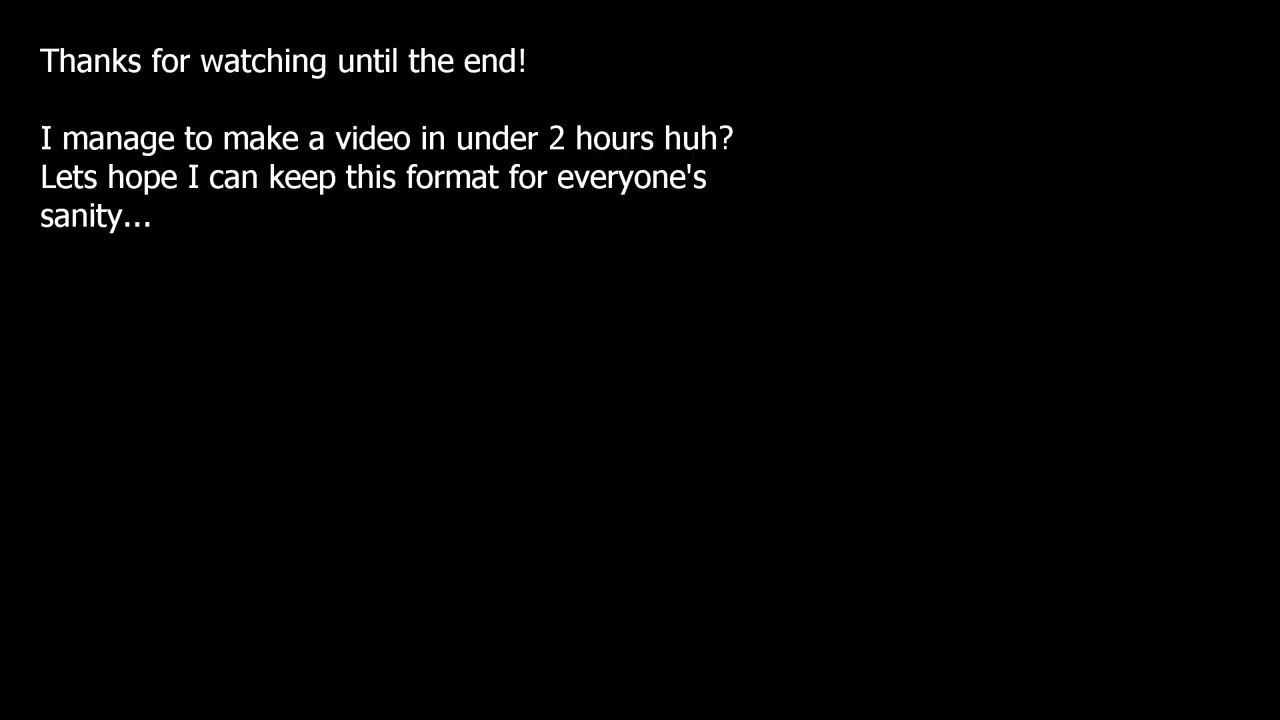 Thanks for watching until the end!
I manage to make a video in under 2 hours huh?
Lets hope I can keep this format for everyone's
sanity...